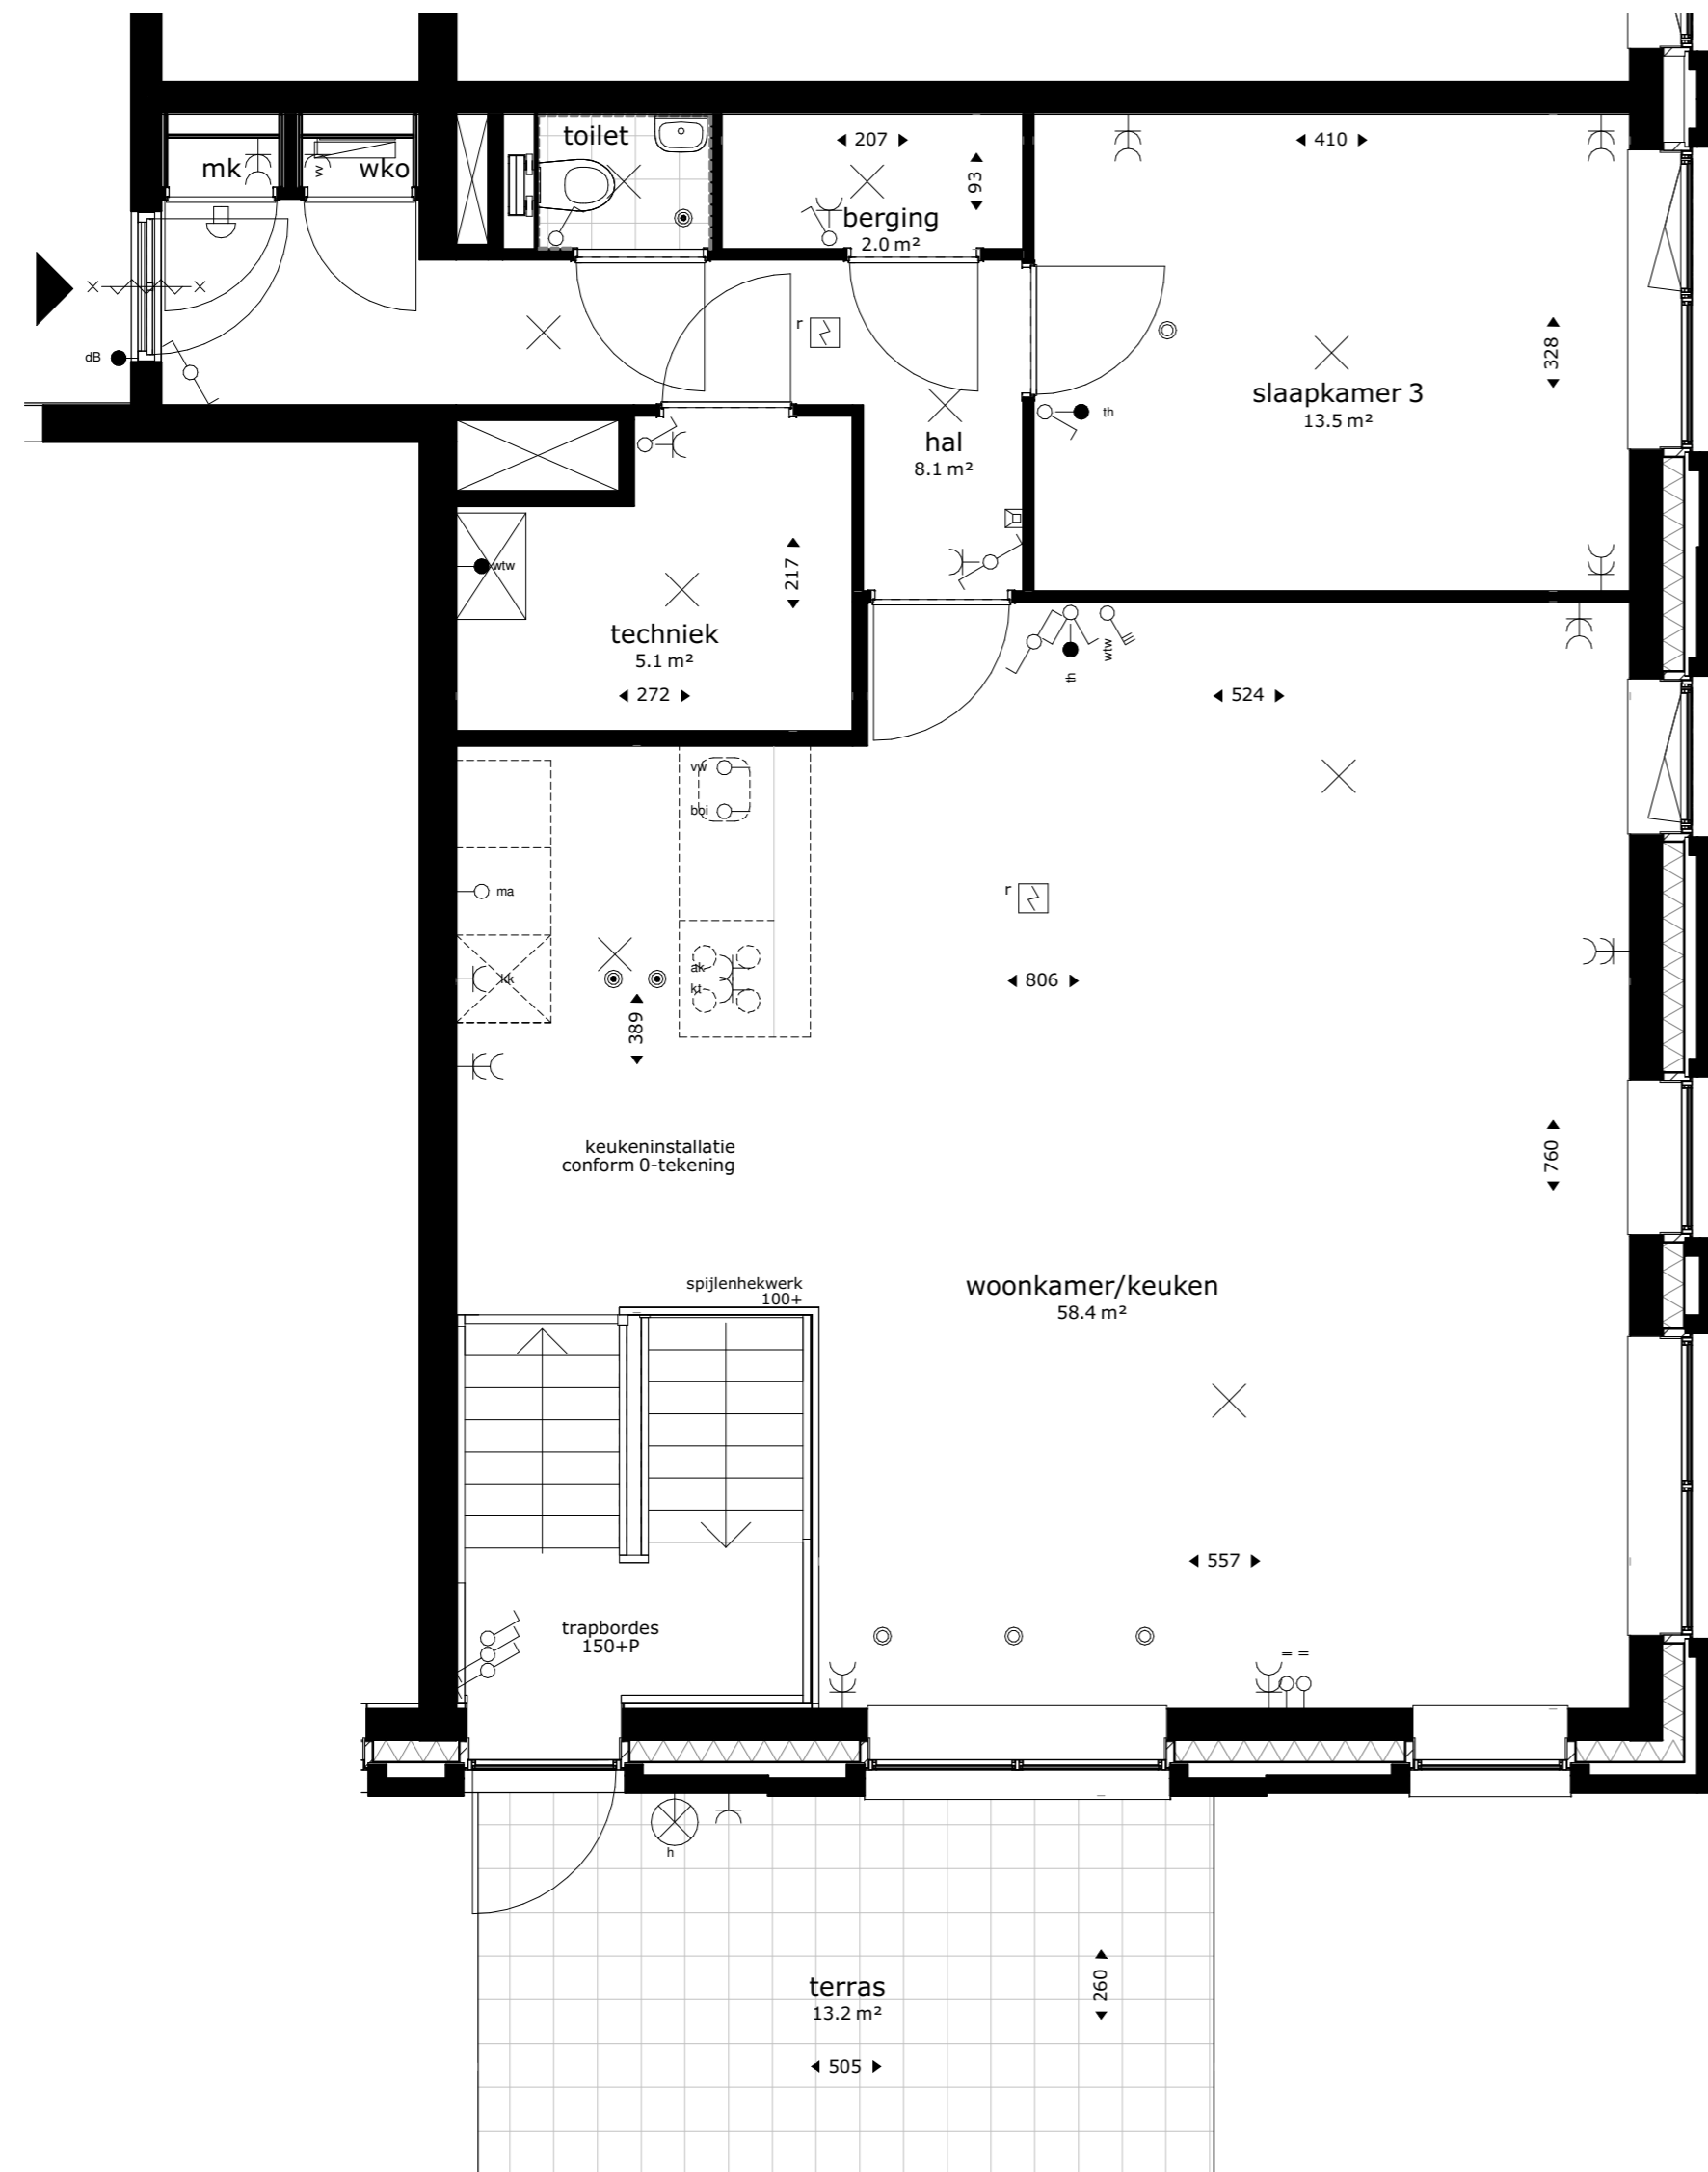 toilet
mk
wko
vv
207
93
berging
2.0 m²
410
dB
r
328
slaapkamer 3
13.5 m²
th
hal
8.1 m²
wtw
217
techniek
5.1 m²
272
wtw
th
524
vw
boi
ma
r
ak
kk
kt
806
389
keukeninstallatie
conform 0-tekening
760
spijlenhekwerk
100+
woonkamer/keuken
58.4 m²
557
trapbordes
150+P
h
terras
13.2 m²
260
505